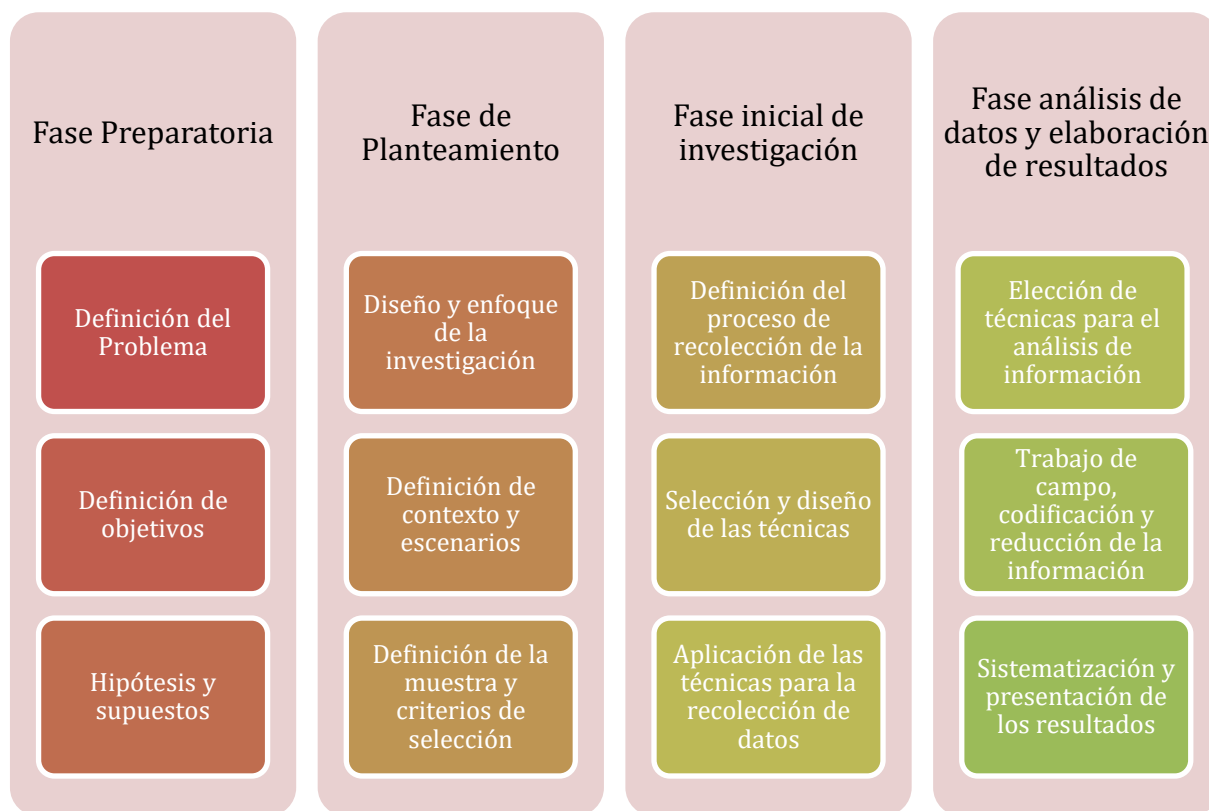 Fase Preparatoria
Definición del
Problema
Definición de
objetivos
Hipótesis y
supuestos
Fase de
Planteamiento
Diseño y enfoque
de la
investigación
Definición de
contexto y
escenarios
Definición de la
muestra y
criterios de
selección
Fase inicial de
investigación
Definición del
proceso de
recolección de la
información
Selección y diseño
de las técnicas
Aplicación de las
técnicas para la
recolección de
datos
Fase análisis de
datos y elaboración
de resultados
Elección de
técnicas para el
análisis de
información
Trabajo de
campo,
codificación y
reducción de la
información
Sistematización y
presentación de
los resultados